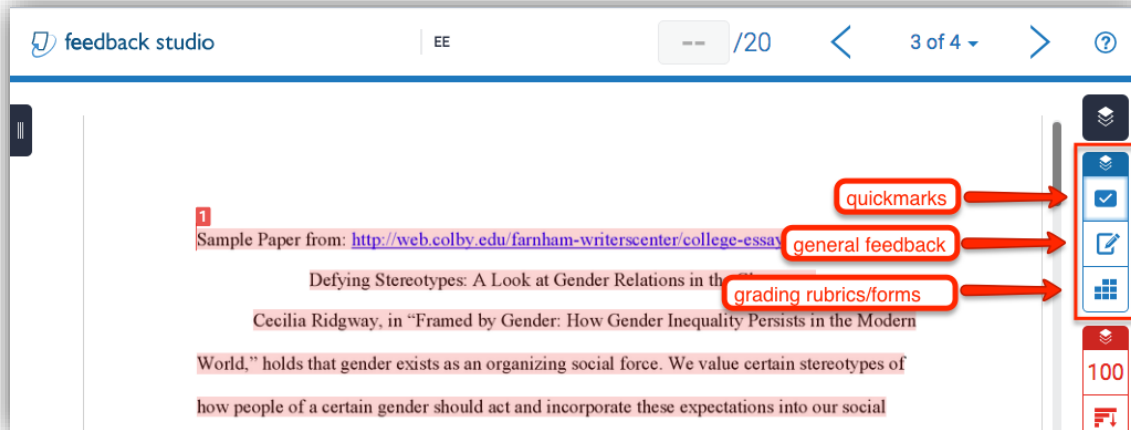 feedback studio
EE
-- /20
3 of 4
?
quickmarks
1
Sample Paper from: http://web.colby.edu/farnham-writerscenter/college-essay
general feedback
Defying Stereotypes: A Look at Gender Relations in the
grading rubrics/forms
Cecilia Ridgway, in “Framed by Gender: How Gender Inequality Persists in the Modern
World,” holds that gender exists as an organizing social force. We value certain stereotypes of
100
how people of a certain gender should act and incorporate these expectations into our social